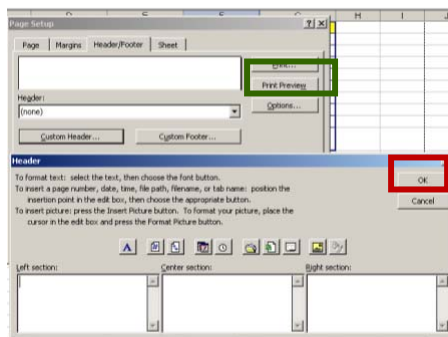 H I
Page Setup
Page Margins Header/Footer Sheet
Print...
Print Preview
Header:
(none)
Options...
Custom Header... Custom Footer...
Header
To format text: select the text, then choose the font button.
To insert a page number, date, time, file path, filename, or tab name: position the
insertion point in the edit box, then choose the appropriate button.
To insert picture: press the Insert Picture button. To format your picture, place the
cursor in the edit box and press the Format Picture button.
OK
Cancel
A
Left section: Center section: Right section: